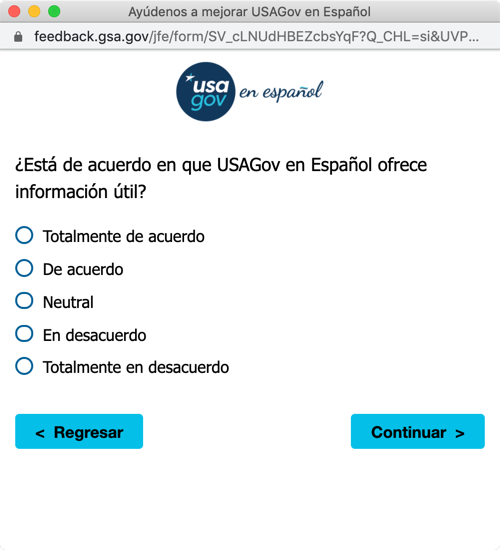 Ayúdenos a mejorar USAGov en Español
feedback.gsa.gov/jfe/form/SV_cLNUdHBEZcbsYqF?Q_CHL=si&UVP...
usa
gov
en español
¿Está de acuerdo en que USAGov en Español ofrece
información útil?
Totalmente de acuerdo
De acuerdo
Neutral
En desacuerdo
Totalmente en desacuerdo
< Regresar
Continuar >